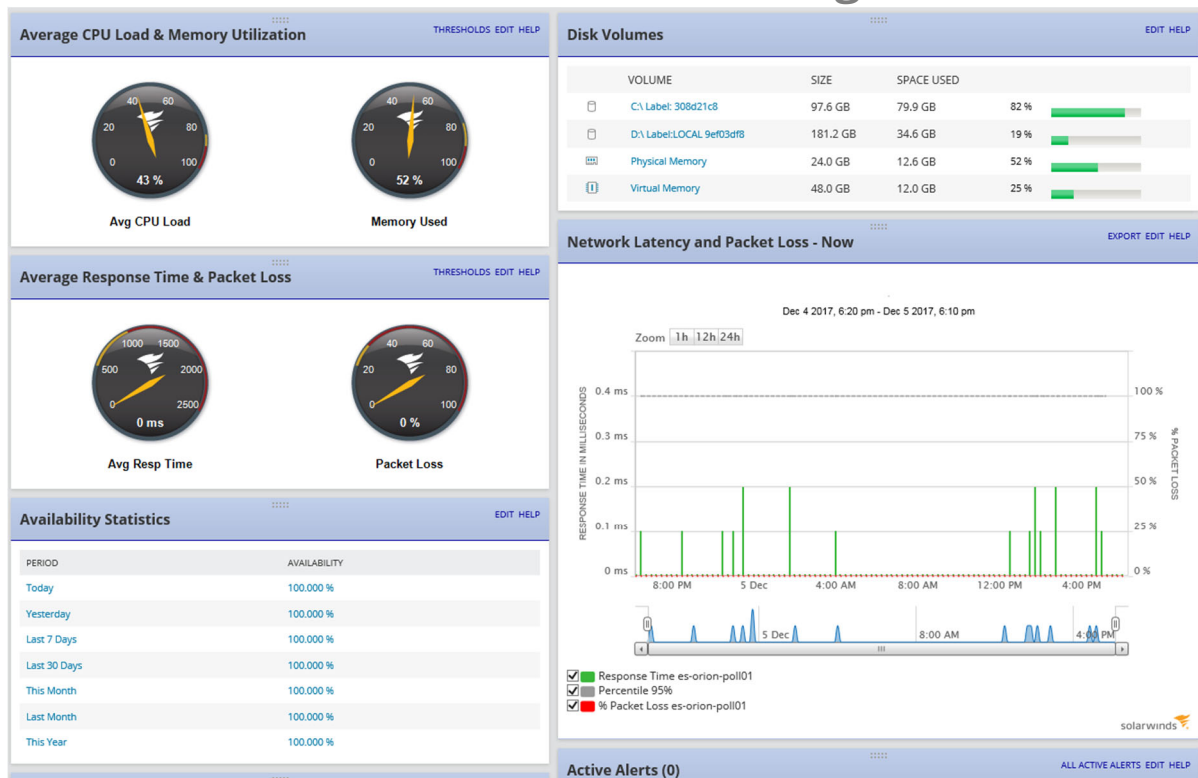 Average CPU Load & Memory Utilization
THRESHOLDS EDIT HELP
40 60
20 80
0 100
43 %
Avg CPU Load
40 60
20 80
0 100
52 %
Memory Used
Average Response Time & Packet Loss
THRESHOLDS EDIT HELP
1000 1500
500 2000
0 2500
0 ms
Avg Resp Time
40 60
20 80
0 100
0 %
Packet Loss
Availability Statistics
EDIT HELP
PERIOD AVAILABILITY
Today 100.000 %
Yesterday 100.000 %
Last 7 Days 100.000 %
Last 30 Days 100.000 %
This Month 100.000 %
Last Month 100.000 %
This Year 100.000 %
Disk Volumes
EDIT HELP
VOLUME SIZE SPACE USED
C:\ Label: 308d21c8 97.6 GB 79.9 GB 82 %
D:\ Label:LOCAL 9ef03df8 181.2 GB 34.6 GB 19 %
Physical Memory 24.0 GB 12.6 GB 52 %
Virtual Memory 48.0 GB 12.0 GB 25 %
Network Latency and Packet Loss - Now
EXPORT EDIT HELP
Dec 4 2017, 6:20 pm - Dec 5 2017, 6:10 pm
Zoom 1h 12h 24h
RESPONSE TIME IN MILLISECONDS
0.4 ms 100 %
0.3 ms 75 %
0.2 ms 50 %
0.1 ms 25 %
0 ms 0 %
% PACKET LOSS
8:00 PM 5 Dec 4:00 AM 8:00 AM 12:00 PM 4:00 PM
5 Dec 8:00 AM 4:00 PM
Response Time es-orion-poll01
Percentile 95%
% Packet Loss es-orion-poll01
solarwinds
Active Alerts (0)
ALL ACTIVE ALERTS EDIT HELP